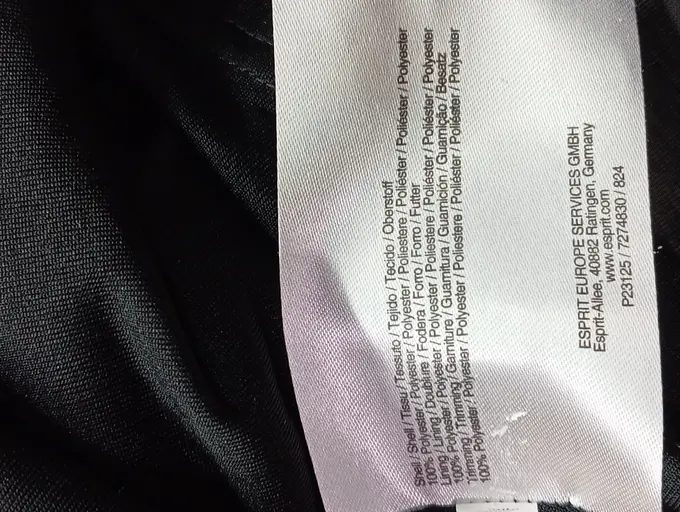 Shell / Shell / Tissu / Tessuto / Tejido / Tecido / Oberstoff
100% Polyester / Polyester / Polyester / Poliestere / Poliéster / Poliéster / Polyester
Lining / Lining / Doublure / Fodera / Forro / Forro / Futter
100% Polyester / Polyester / Polyester / Poliestere / Poliéster / Poliéster / Polyester
Trimming / Trimming / Garniture / Guarnitura / Guarnición / Guarnição / Besatz
100% Polyester / Polyester / Polyester / Poliestere / Poliéster / Poliéster / Polyester
ESPRIT EUROPE SERVICES GMBH
Esprit-Allee, 40882 Ratingen, Germany
www.esprit.com
P23125 / 7274830 / 824